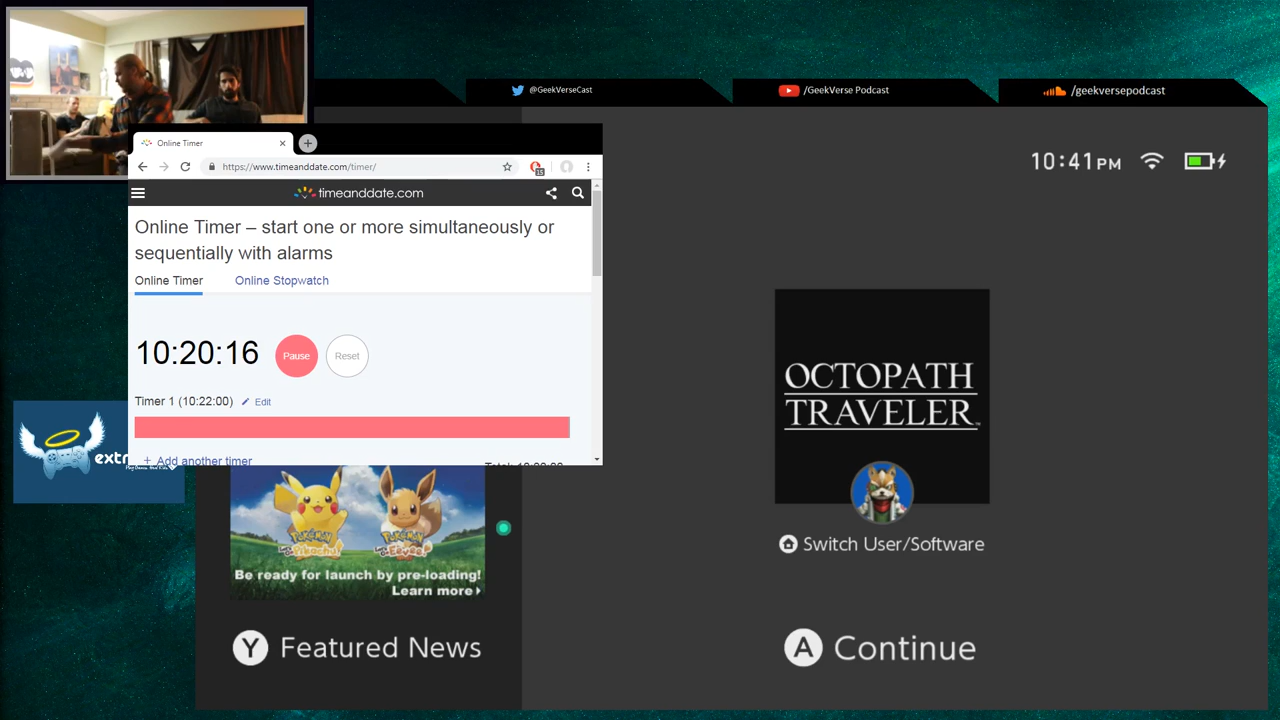 @GeekVerseCast
/GeekVerse Podcast
/geekversepodcast
Online Timer
https://www.timeanddate.com/timer/
15
timeanddate.com
Online Timer – start one or more simultaneously or
sequentially with alarms
Online Timer
Online Stopwatch
10:20:16
Pause
Reset
Timer 1 (10:22:00)
Edit
+ Add another timer
10:41PM
OCTOPATH
TRAVELER
Switch User/Software
A Continue
Be ready for launch by pre-loading!
Learn more
Y Featured News